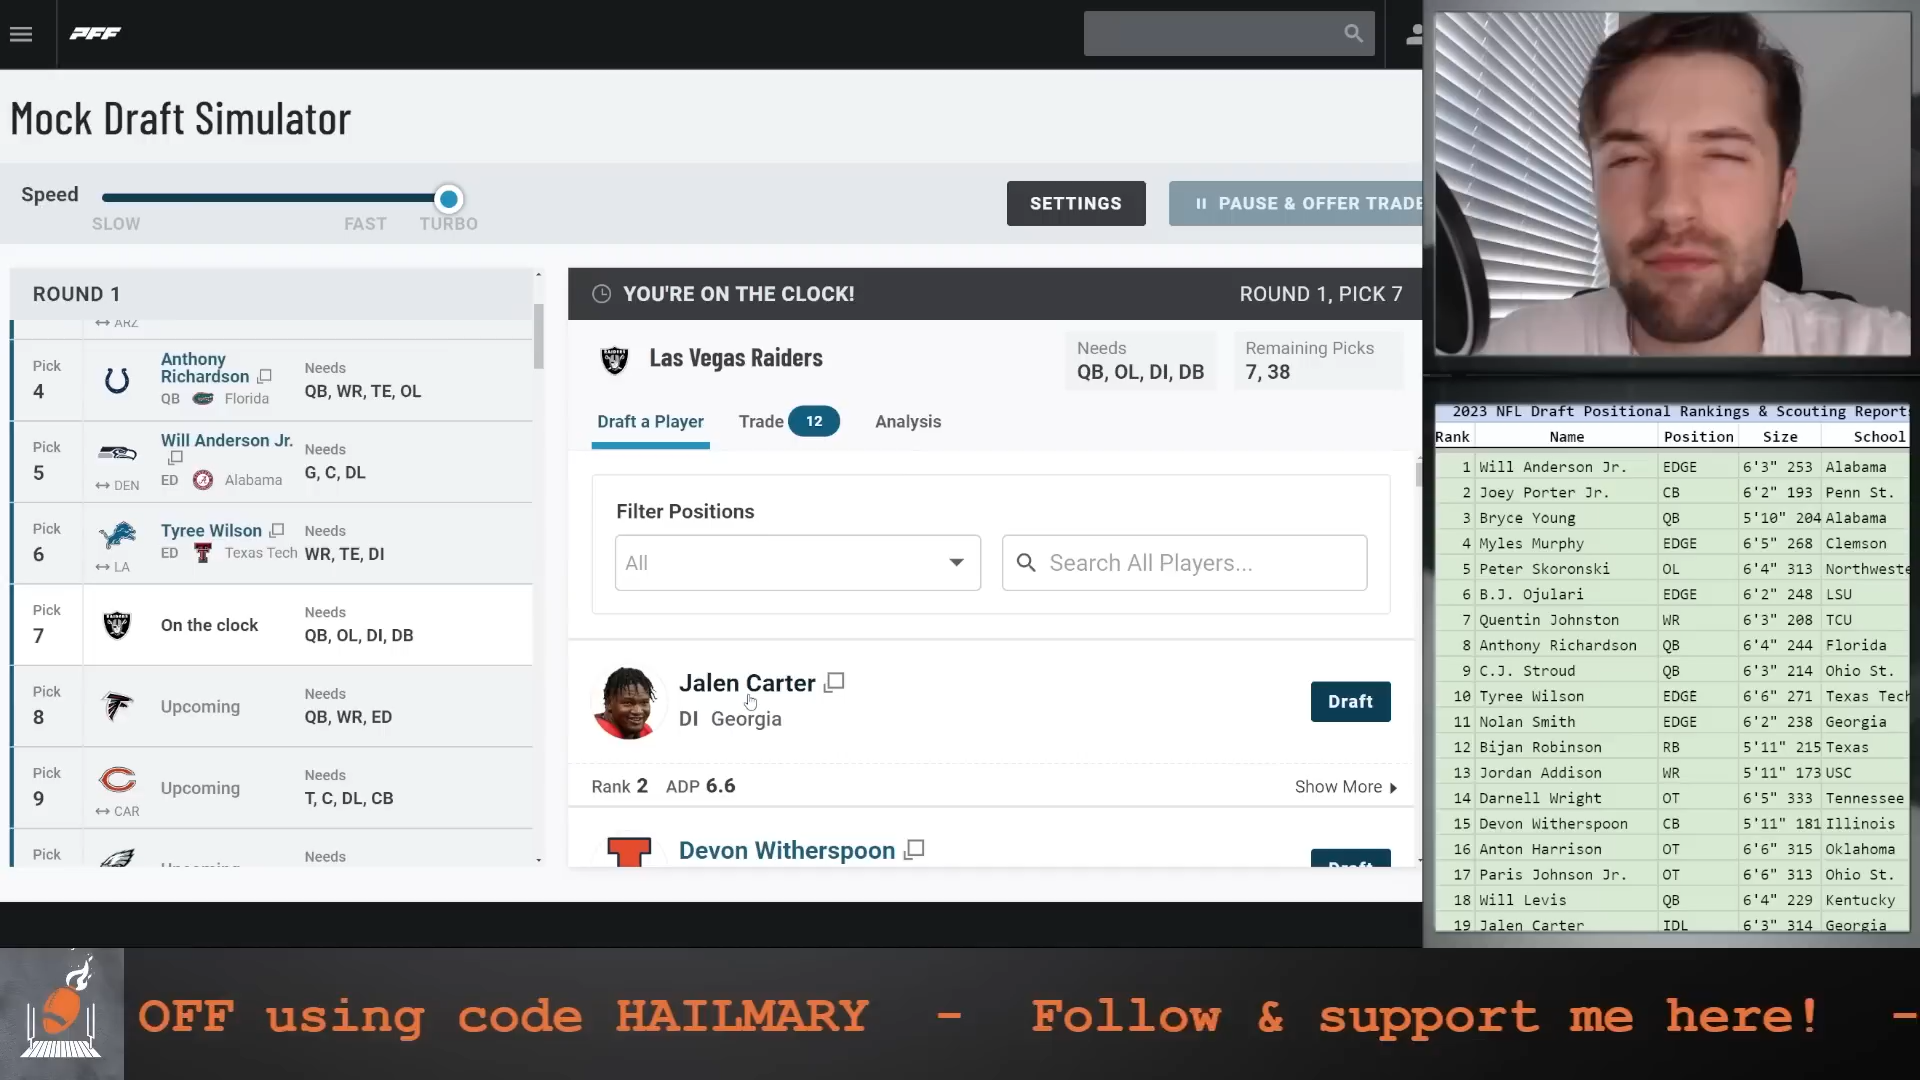 PFF
Mock Draft Simulator
Speed
SLOW FAST TURBO
SETTINGS
PAUSE & OFFER TRADE
ROUND 1
ARZ
Pick 4
Anthony Richardson
QB Florida
Needs
QB, WR, TE, OL
Pick 5
DEN
Will Anderson Jr.
ED Alabama
Needs
G, C, DL
Pick 6
LA
Tyree Wilson
ED Texas Tech
Needs
WR, TE, DI
Pick 7
RAIDERS
On the clock
Needs
QB, OL, DI, DB
Pick 8
Upcoming
Needs
QB, WR, ED
Pick 9
CAR
Upcoming
Needs
T, C, DL, CB
Pick
Upcoming
Needs
YOU'RE ON THE CLOCK!
ROUND 1, PICK 7
RAIDERS
Las Vegas Raiders
Needs
QB, OL, DI, DB
Remaining Picks
7, 38
Draft a Player
Trade 12
Analysis
Filter Positions
All
Search All Players...
Jalen Carter
DI Georgia
Draft
Rank 2 ADP 6.6
Show More
Devon Witherspoon
Draft
2023 NFL Draft Positional Rankings & Scouting Reports
Rank Name Position Size School
1 Will Anderson Jr. EDGE 6'3" 253 Alabama
2 Joey Porter Jr. CB 6'2" 193 Penn St.
3 Bryce Young QB 5'10" 204 Alabama
4 Myles Murphy EDGE 6'5" 268 Clemson
5 Peter Skoronski OL 6'4" 313 Northweste
6 B.J. Ojulari EDGE 6'2" 248 LSU
7 Quentin Johnston WR 6'3" 208 TCU
8 Anthony Richardson QB 6'4" 244 Florida
9 C.J. Stroud QB 6'3" 214 Ohio St.
10 Tyree Wilson EDGE 6'6" 271 Texas Tech
11 Nolan Smith EDGE 6'2" 238 Georgia
12 Bijan Robinson RB 5'11" 215 Texas
13 Jordan Addison WR 5'11" 173 USC
14 Darnell Wright OT 6'5" 333 Tennessee
15 Devon Witherspoon CB 5'11" 181 Illinois
16 Anton Harrison OT 6'6" 315 Oklahoma
17 Paris Johnson Jr. OT 6'6" 313 Ohio St.
18 Will Levis QB 6'4" 229 Kentucky
19 Jalen Carter IDL 6'3" 314 Georgia
OFF using code HAILMARY - Follow & support me here! -